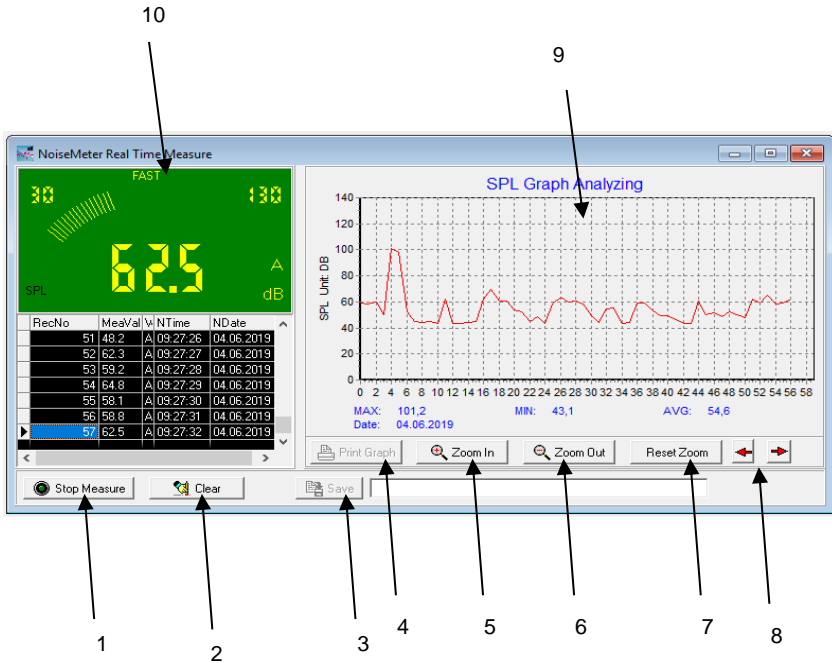 10
9
NoiseMeter Real Time Measure
FAST
30 130
62.5
A
SPL dB
RecNo MeaVal NTime NDate
51 48.2 A 09:27:26 04.06.2019
52 62.3 A 09:27:27 04.06.2019
53 59.2 A 09:27:28 04.06.2019
54 64.8 A 09:27:29 04.06.2019
55 58.1 A 09:27:30 04.06.2019
56 58.8 A 09:27:31 04.06.2019
57 62.5 A 09:27:32 04.06.2019
SPL Graph Analyzing
SPL Unit: DB
140
120
100
80
60
40
20
0
0 2 4 6 8 10 12 14 16 18 20 22 24 26 28 30 32 34 36 38 40 42 44 46 48 50 52 54 56 58
MAX: 101,2 MIN: 43,1 AVG: 54,6
Date: 04.06.2019
Print Graph Zoom In Zoom Out Reset Zoom
Stop Measure Clear Save
1 2 3 4 5 6 7 8